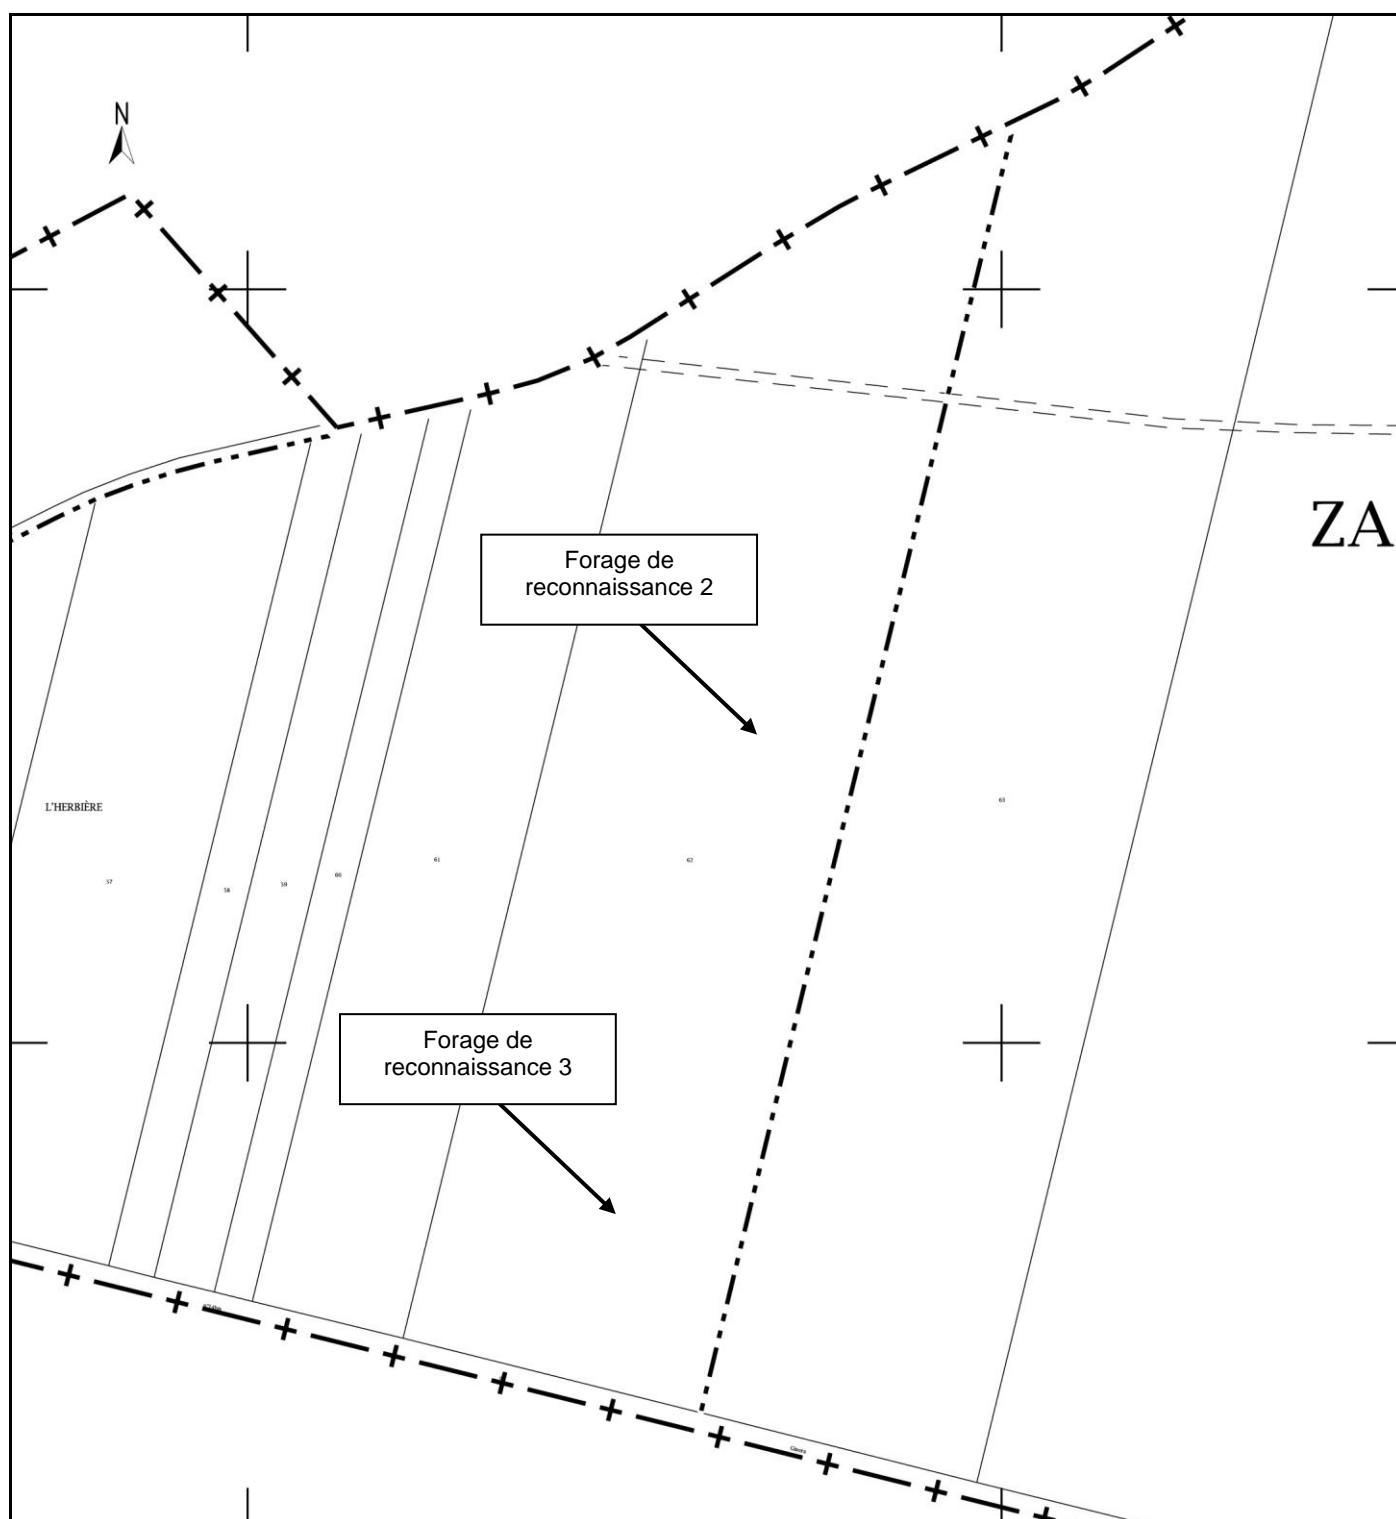 N
ZA
Forage de
reconnaissance 2
L'HERBIÈRE
63
61
62
57
58
59
60
Forage de
reconnaissance 3